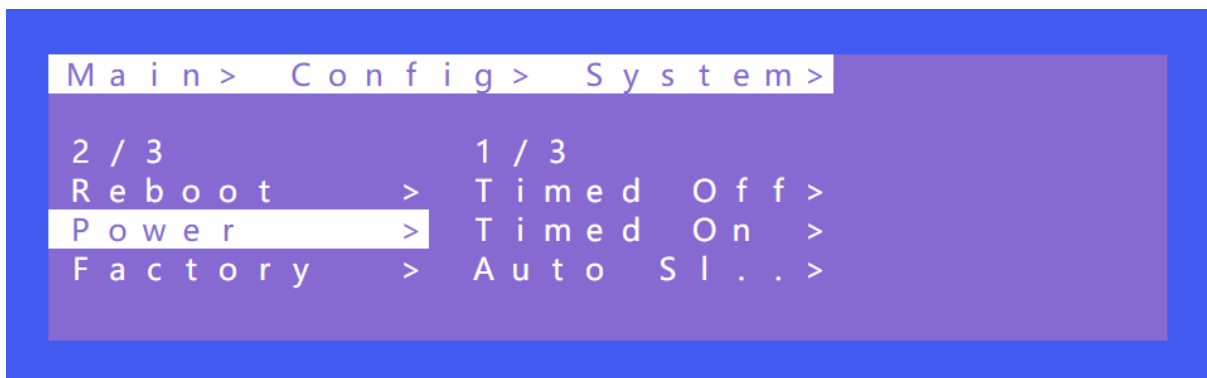 Main> Config> System>
2/3 1/3
Reboot > Timed Off>
Power > Timed On >
Factory > Auto Sl..>